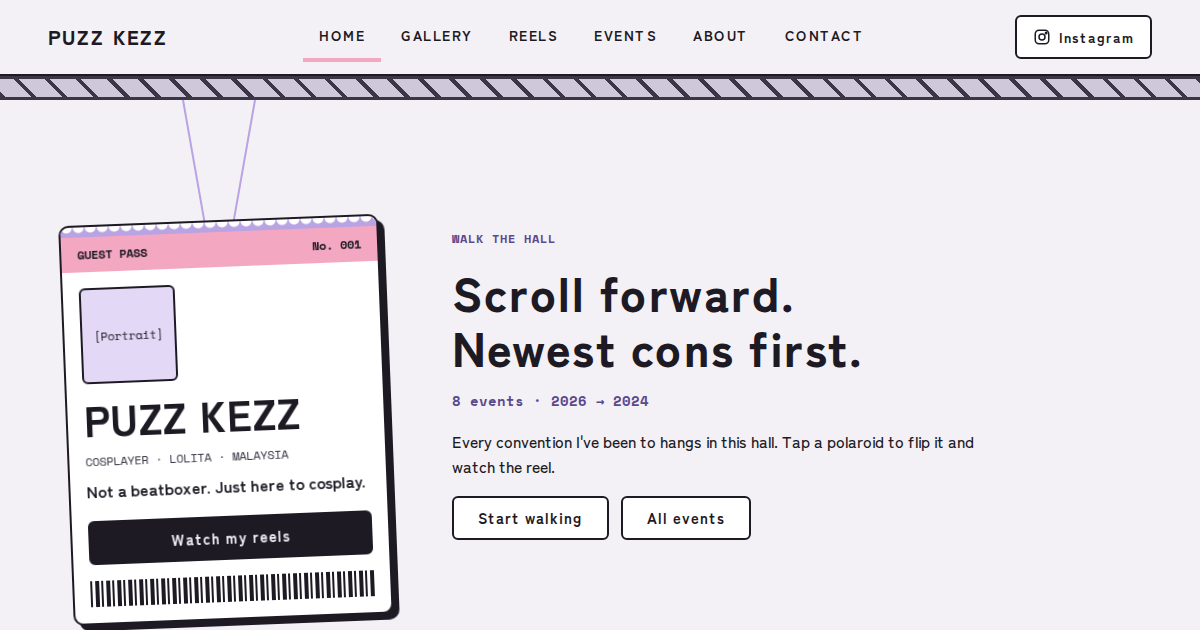 PUZZ KEZZ
HOME
GALLERY
REELS
EVENTS
ABOUT
CONTACT
Instagram
GUEST PASS
No. 001
[Portrait]
PUZZ KEZZ
COSPLAYER · LOLITA · MALAYSIA
Not a beatboxer. Just here to cosplay.
Watch my reels
WALK THE HALL
Scroll forward.
Newest cons first.
8 events · 2026 → 2024
Every convention I've been to hangs in this hall. Tap a polaroid to flip it and
watch the reel.
Start walking
All events